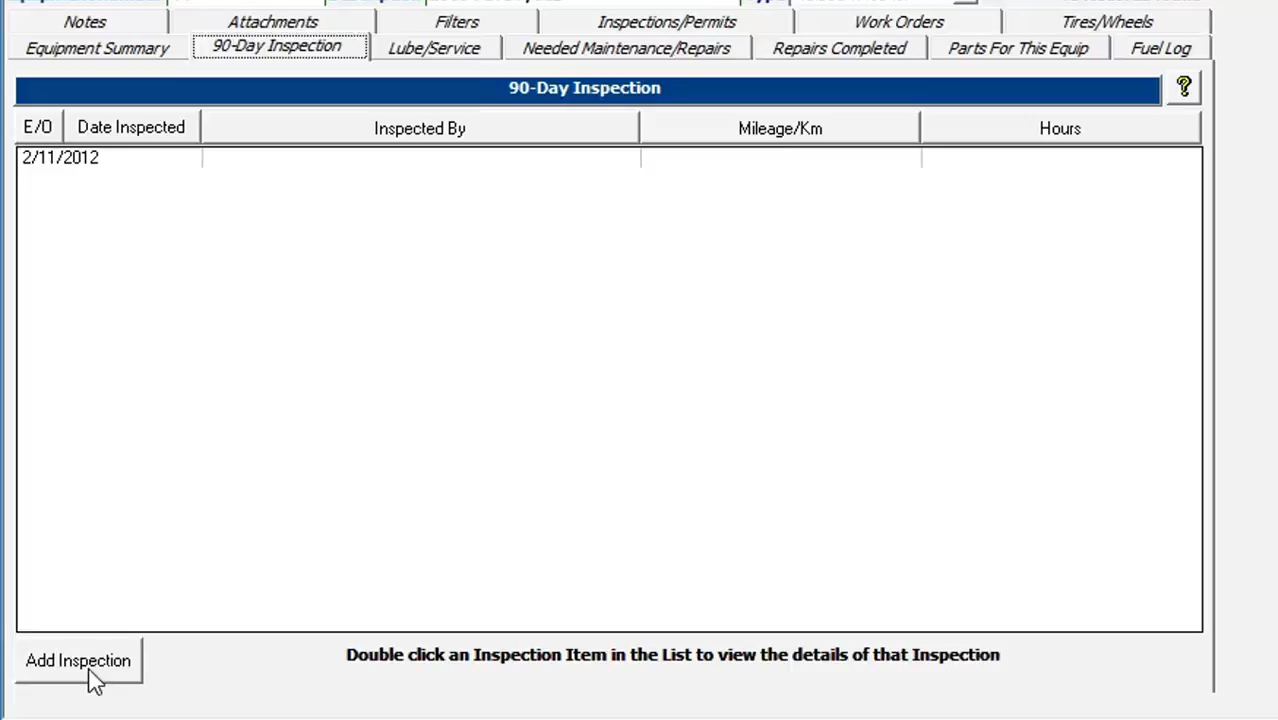 Notes Attachments Filters Inspections/Permits Work Orders Tires/Wheels
Equipment Summary 90-Day Inspection Lube/Service Needed Maintenance/Repairs Repairs Completed Parts For This Equip Fuel Log
90-Day Inspection ?
E/O Date Inspected Inspected By Mileage/Km Hours
2/11/2012
Add Inspection Double click an Inspection Item in the List to view the details of that Inspection